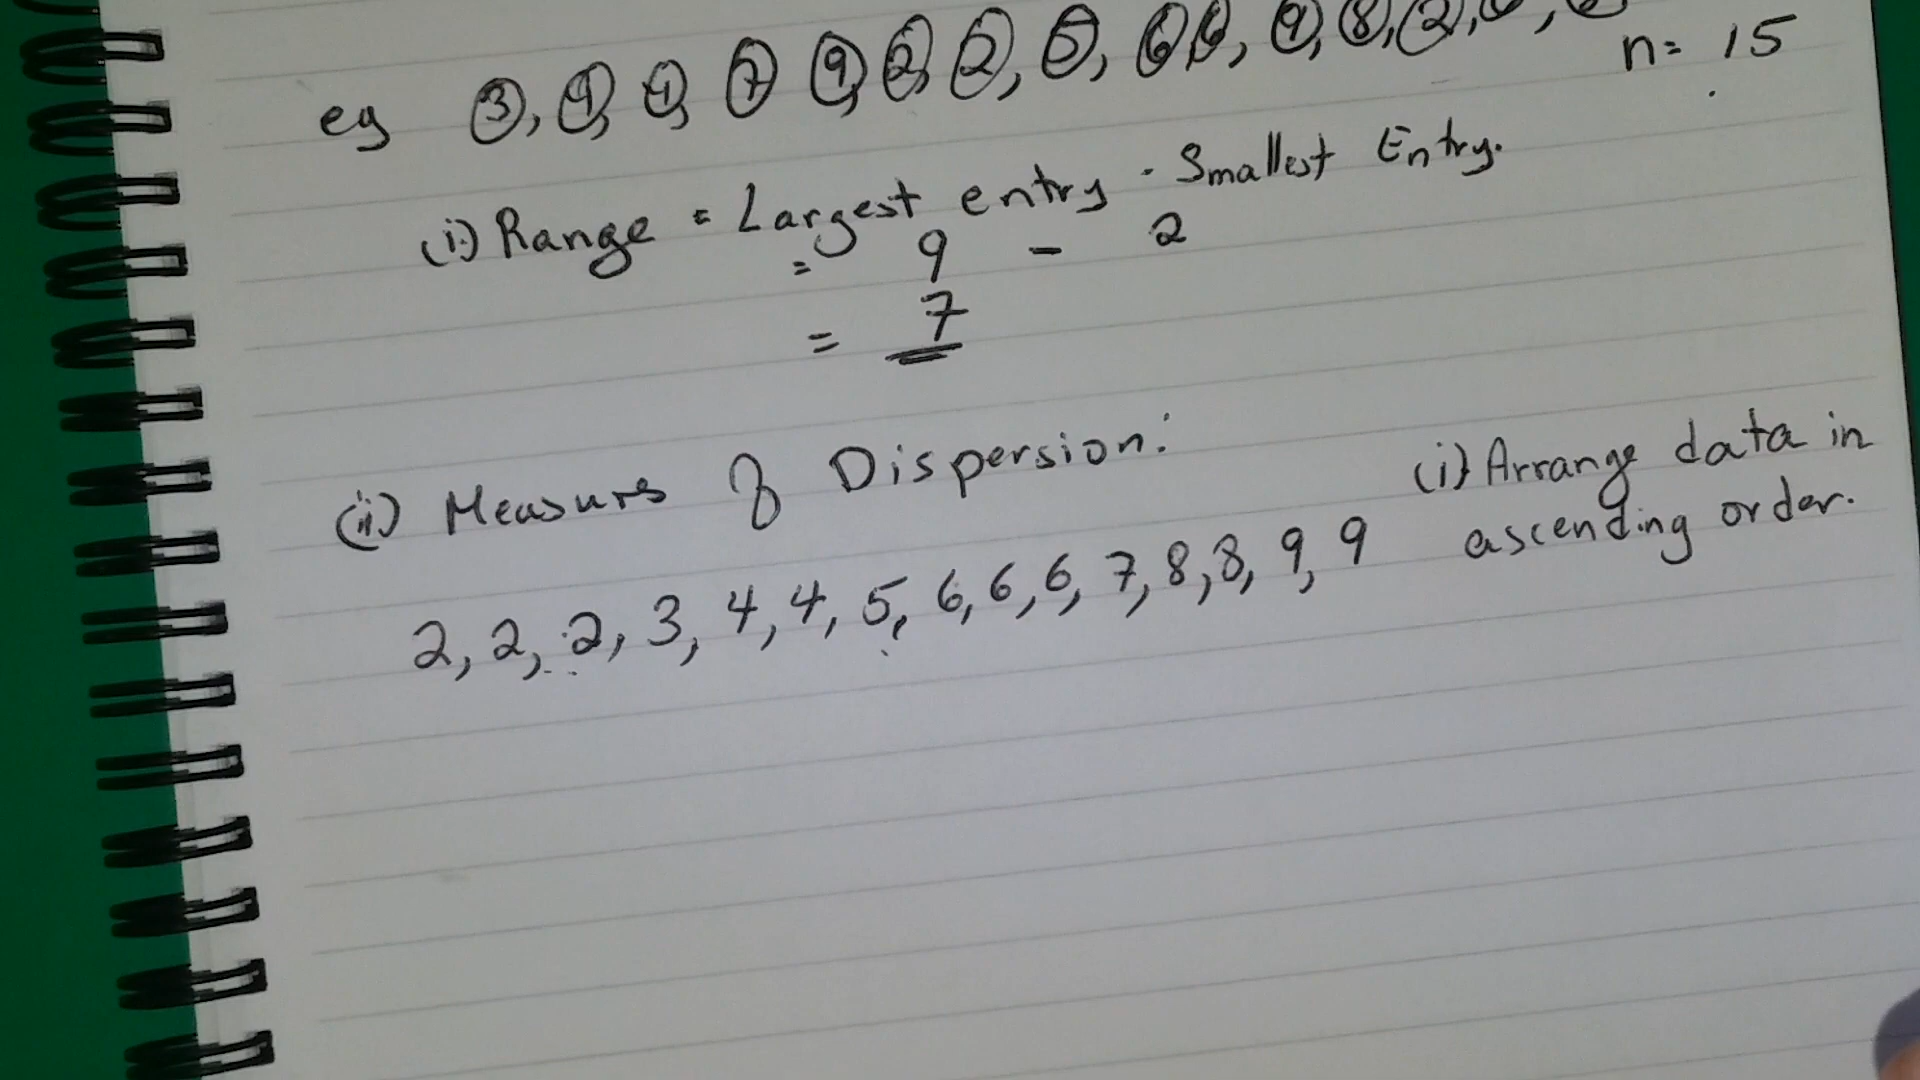 eg 3, 4, 4, 7 9, 2, 2, 5, 6, 6, 9, 8, 2,
n = 15
(i) Range = Largest entry - Smallest Entry.
= 9 - 2
= 7
(ii) Measures of Dispersion:
(i) Arrange data in
ascending order.
2, 2, 2, 3, 4, 4, 5, 6, 6, 6, 7, 8, 8, 9, 9